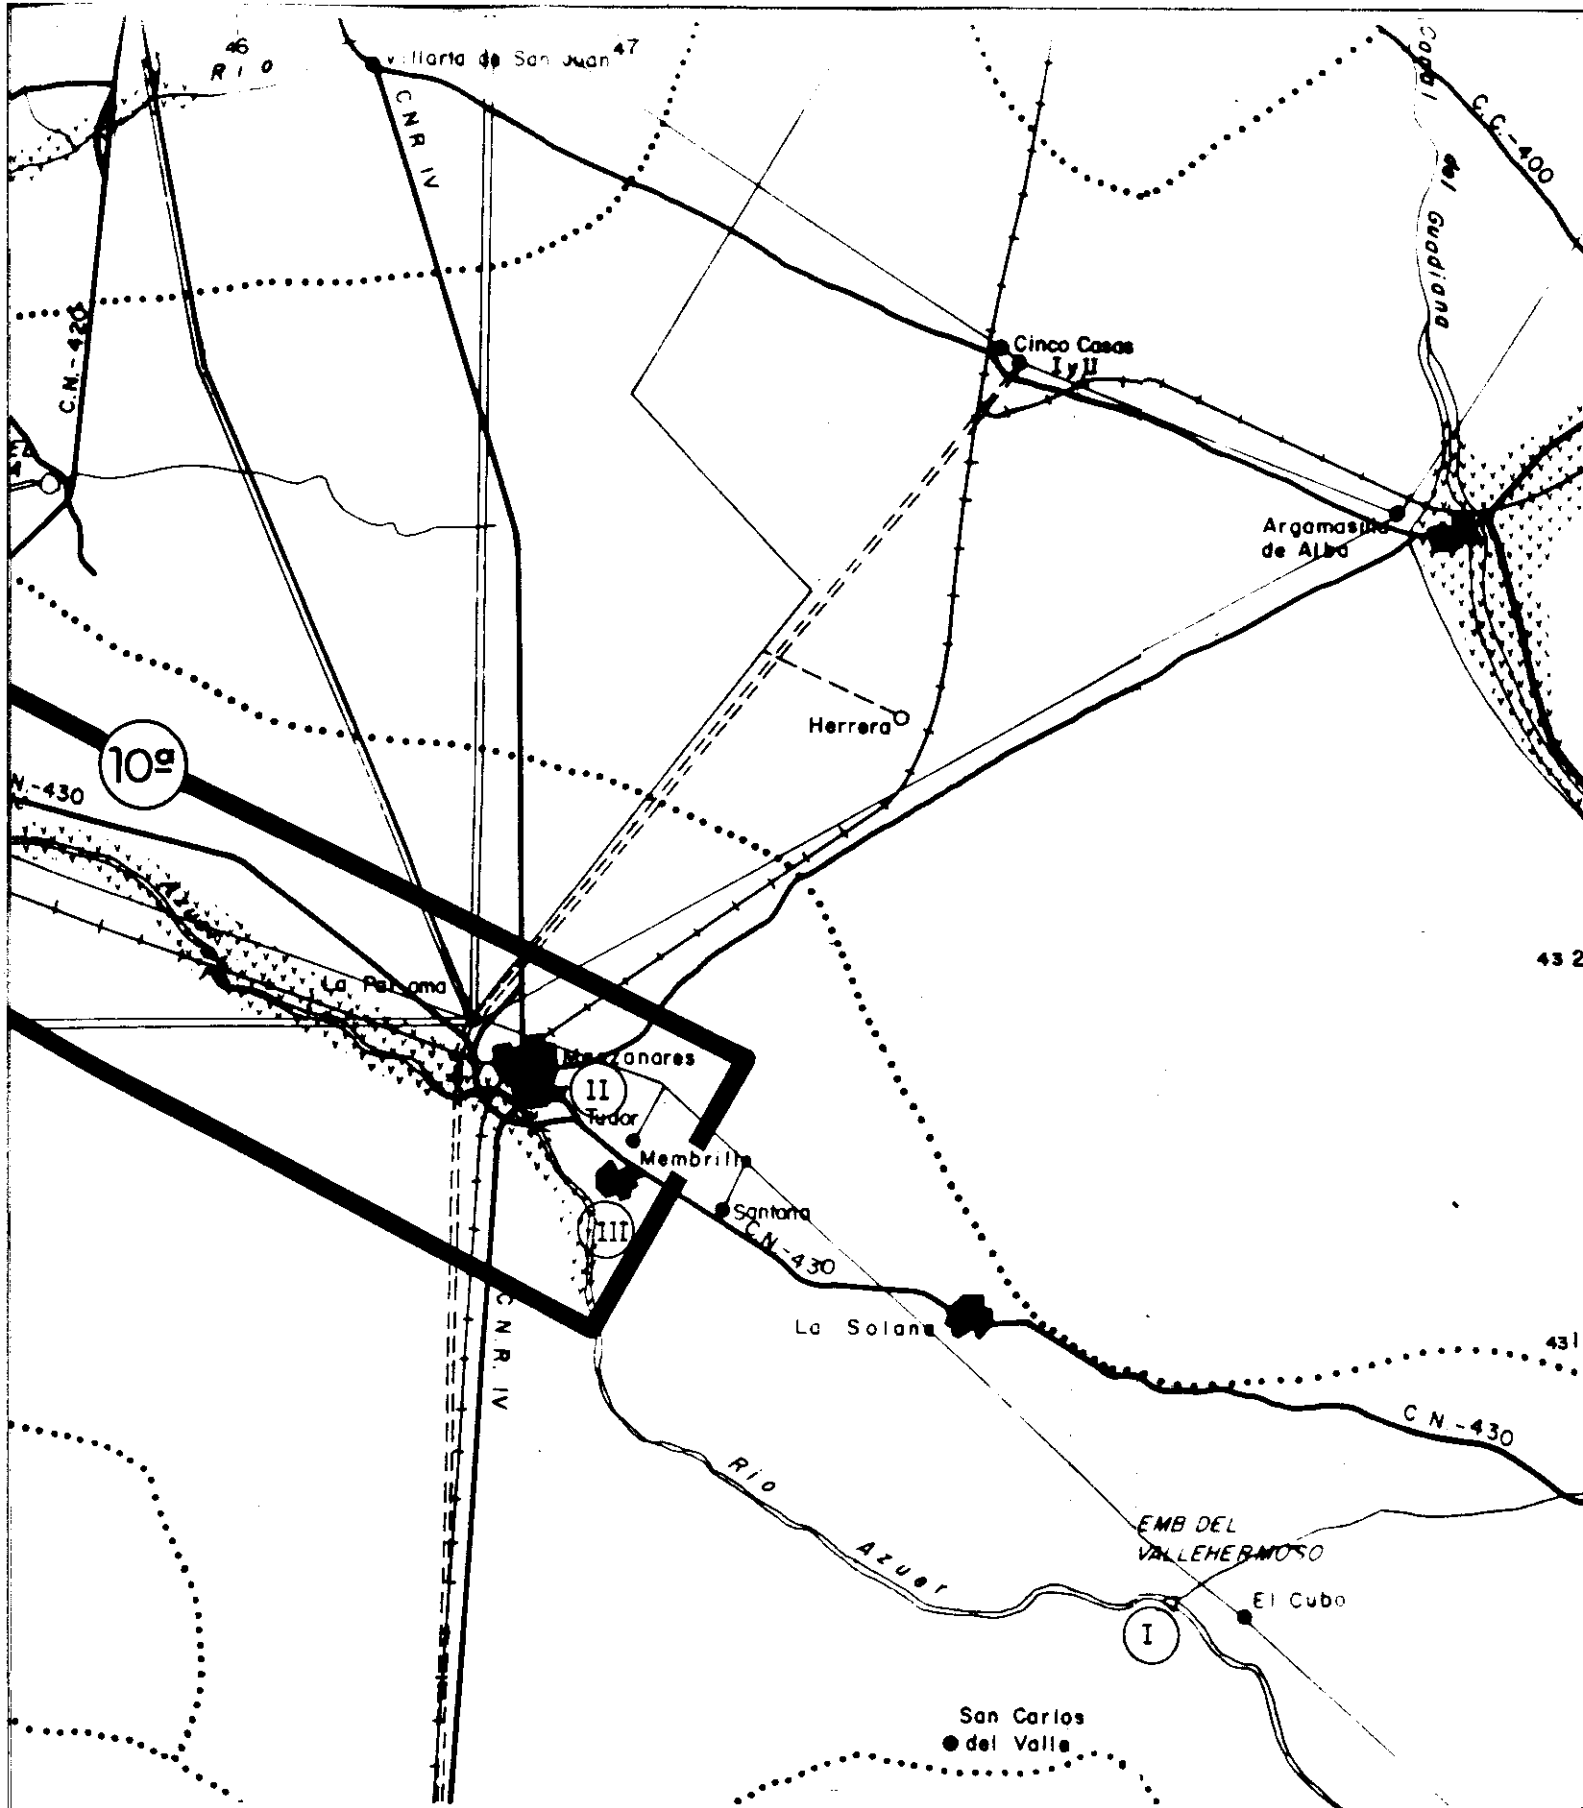 46
RIO
Villarta de San Juan
47
CNR IV
Canal
del Guadiana
C.C.-400
C.N.-420
Cinco Casas
I y II
Argamasilla
de Alba
Herrera
10ª
N.-430
Azuer
La Paloma
43 2
Manzanares
II
Tudor
Membrilla
Santana
III
C.N.-430
La Solana
C.N.R. IV
431
C N.-430
Rio
Azuer
EMB DEL
VALLEHERMOSO
El Cubo
I
San Carlos
del Valle